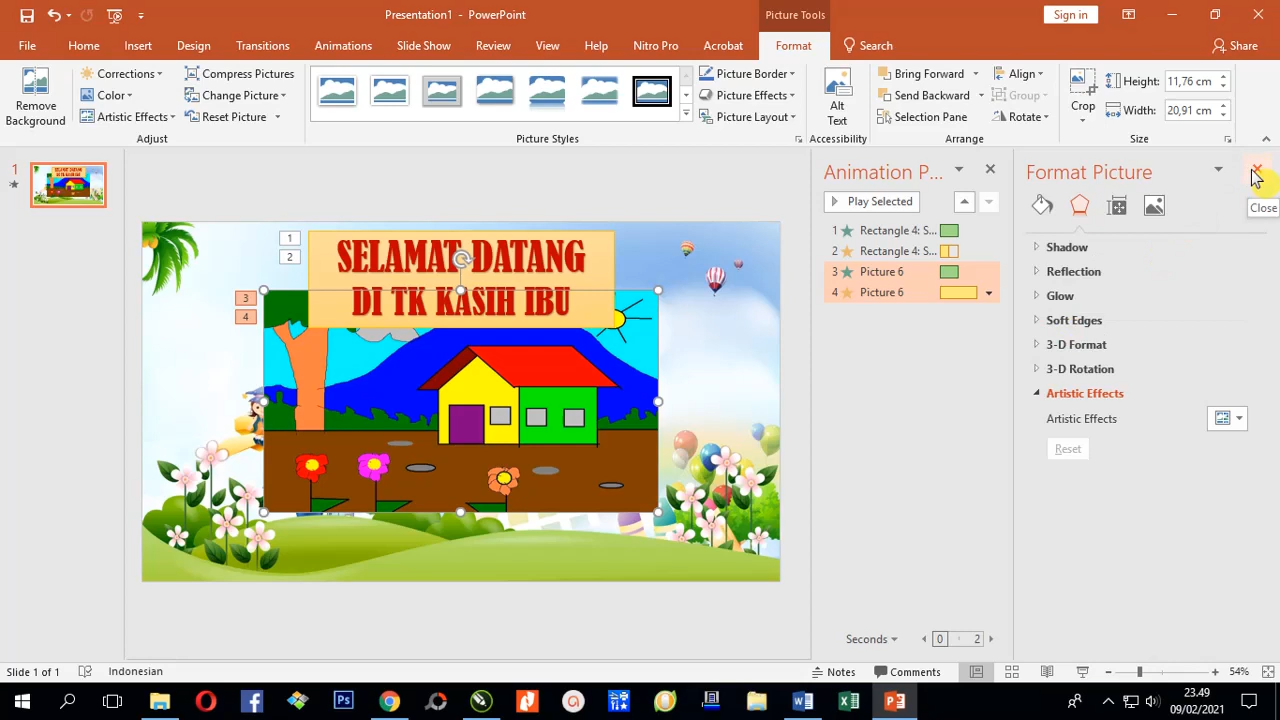 Presentation1 - PowerPoint
Picture Tools
Sign in
File
Home
Insert
Design
Transitions
Animations
Slide Show
Review
View
Help
Nitro Pro
Acrobat
Format
Search
Share
Remove
Background
Corrections
Color
Artistic Effects
Compress Pictures
Change Picture
Reset Picture
Adjust
Picture Styles
Picture Border
Picture Effects
Picture Layout
Alt
Text
Accessibility
Bring Forward
Send Backward
Selection Pane
Align
Group
Rotate
Arrange
Crop
Height:
11,76 cm
Width:
20,91 cm
Size
1
1
2
3
4
SELAMAT DATANG
DI TK KASIH IBU
Animation P...
Play Selected
1 Rectangle 4: S...
2 Rectangle 4: S...
3 Picture 6
4 Picture 6
Seconds
0
2
Format Picture
Close
Shadow
Reflection
Glow
Soft Edges
3-D Format
3-D Rotation
Artistic Effects
Artistic Effects
Reset
Slide 1 of 1
Indonesian
Notes
Comments
54%
Ps
23.49
09/02/2021